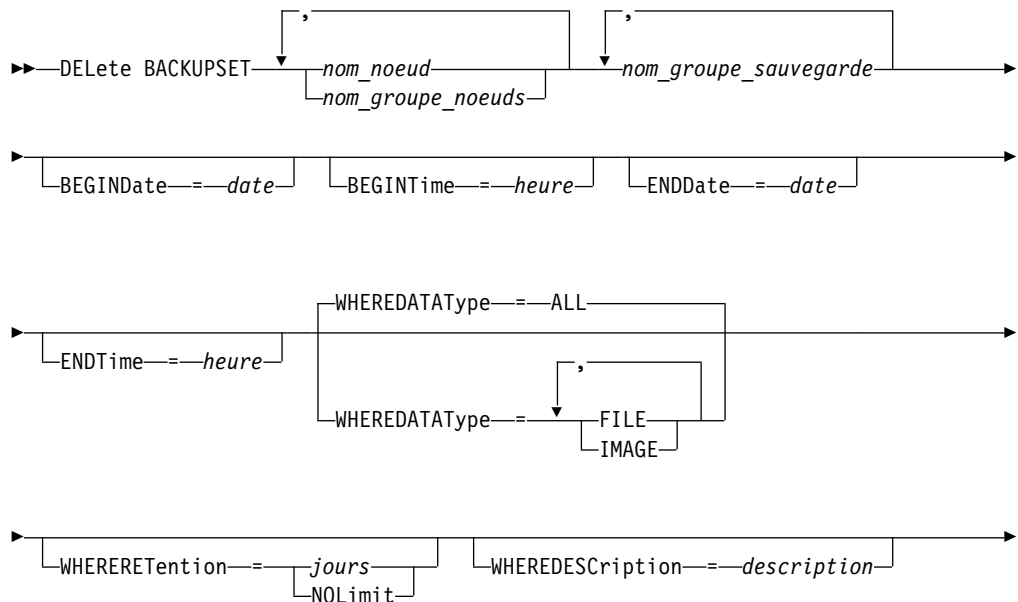 , ,
DELete BACKUPSET nom_noeud nom_groupe_sauvegarde
nom_groupe_noeuds
BEGINDate = date BEGINTime = heure ENDDate = date
WHEREDATAType = ALL
ENDTime = heure
,
WHEREDATAType = FILE
IMAGE
WHERERETention = jours WHEREDESCription = description
NOLimit